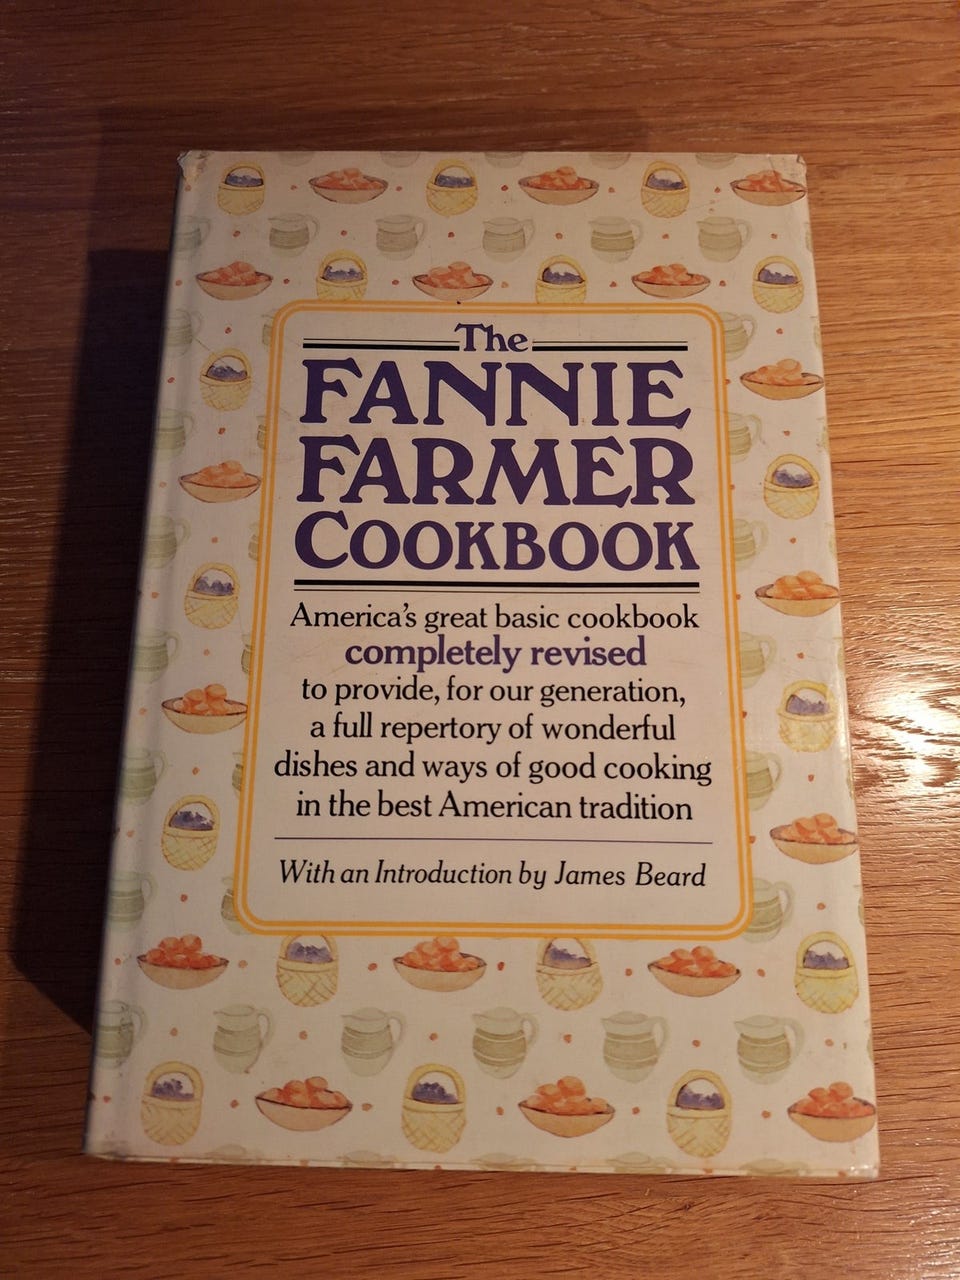 The
FANNIE
FARMER
COOKBOOK
America's great basic cookbook
completely revised
to provide, for our generation,
a full repertory of wonderful
dishes and ways of good cooking
in the best American tradition
With an Introduction by James Beard